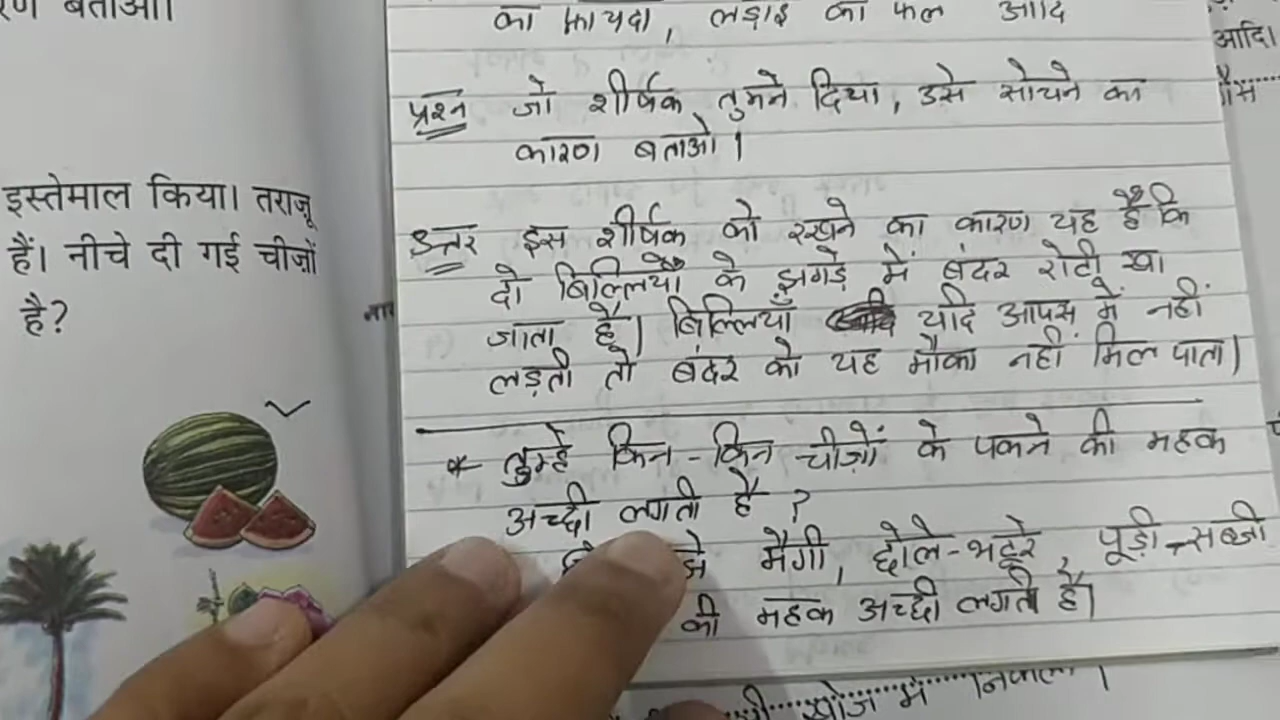 बताओ।
इस्तेमाल किया। तराजू
हैं। नीचे दी गई चीज़ों
है?
का फायदा, लड़ाई का फल आदि
प्रश्न जो शीर्षक तुमने दिया, उसे सोचने का
कारण बताओ।
उत्तर इस शीर्षक को रखने का कारण यह है कि
दो बिल्लियों के झगड़े में बंदर रोटी खा
जाता है। बिल्लियाँ यदि आपस में नहीं
लड़ती तो बंदर को यह मौका नहीं मिल पाता।
* तुम्हे किन-किन चीजों के पकने की महक
अच्छी लगती है ?
मैगी, छोले-भटूरे, पूड़ी-सब्जी
की महक अच्छी लगती है।
आदि।
खोज में